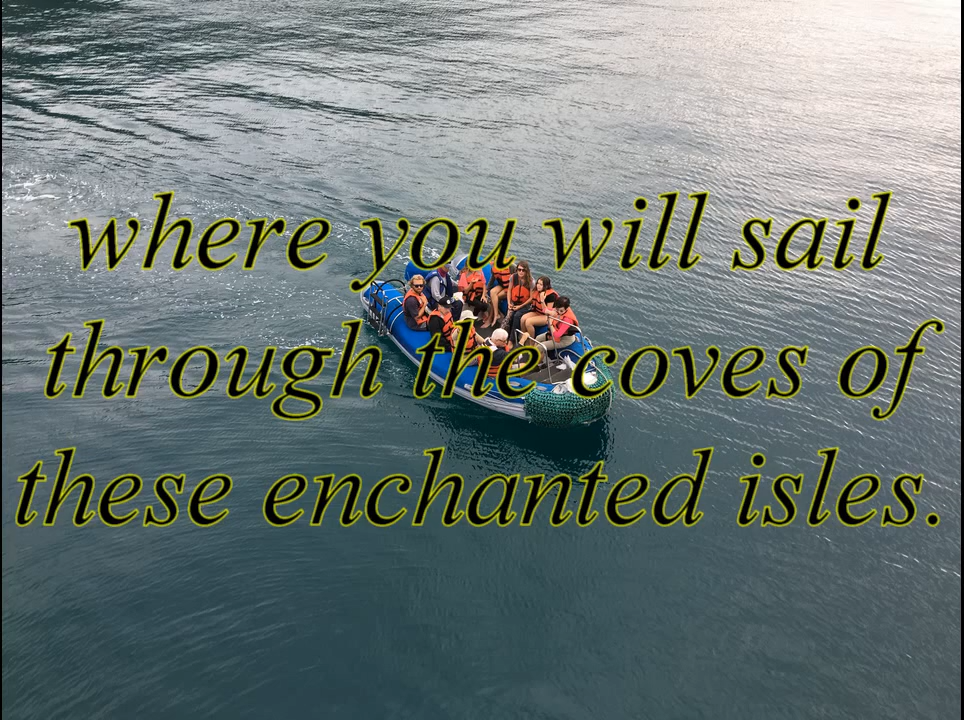 where you will sail
through the coves of
these enchanted isles.